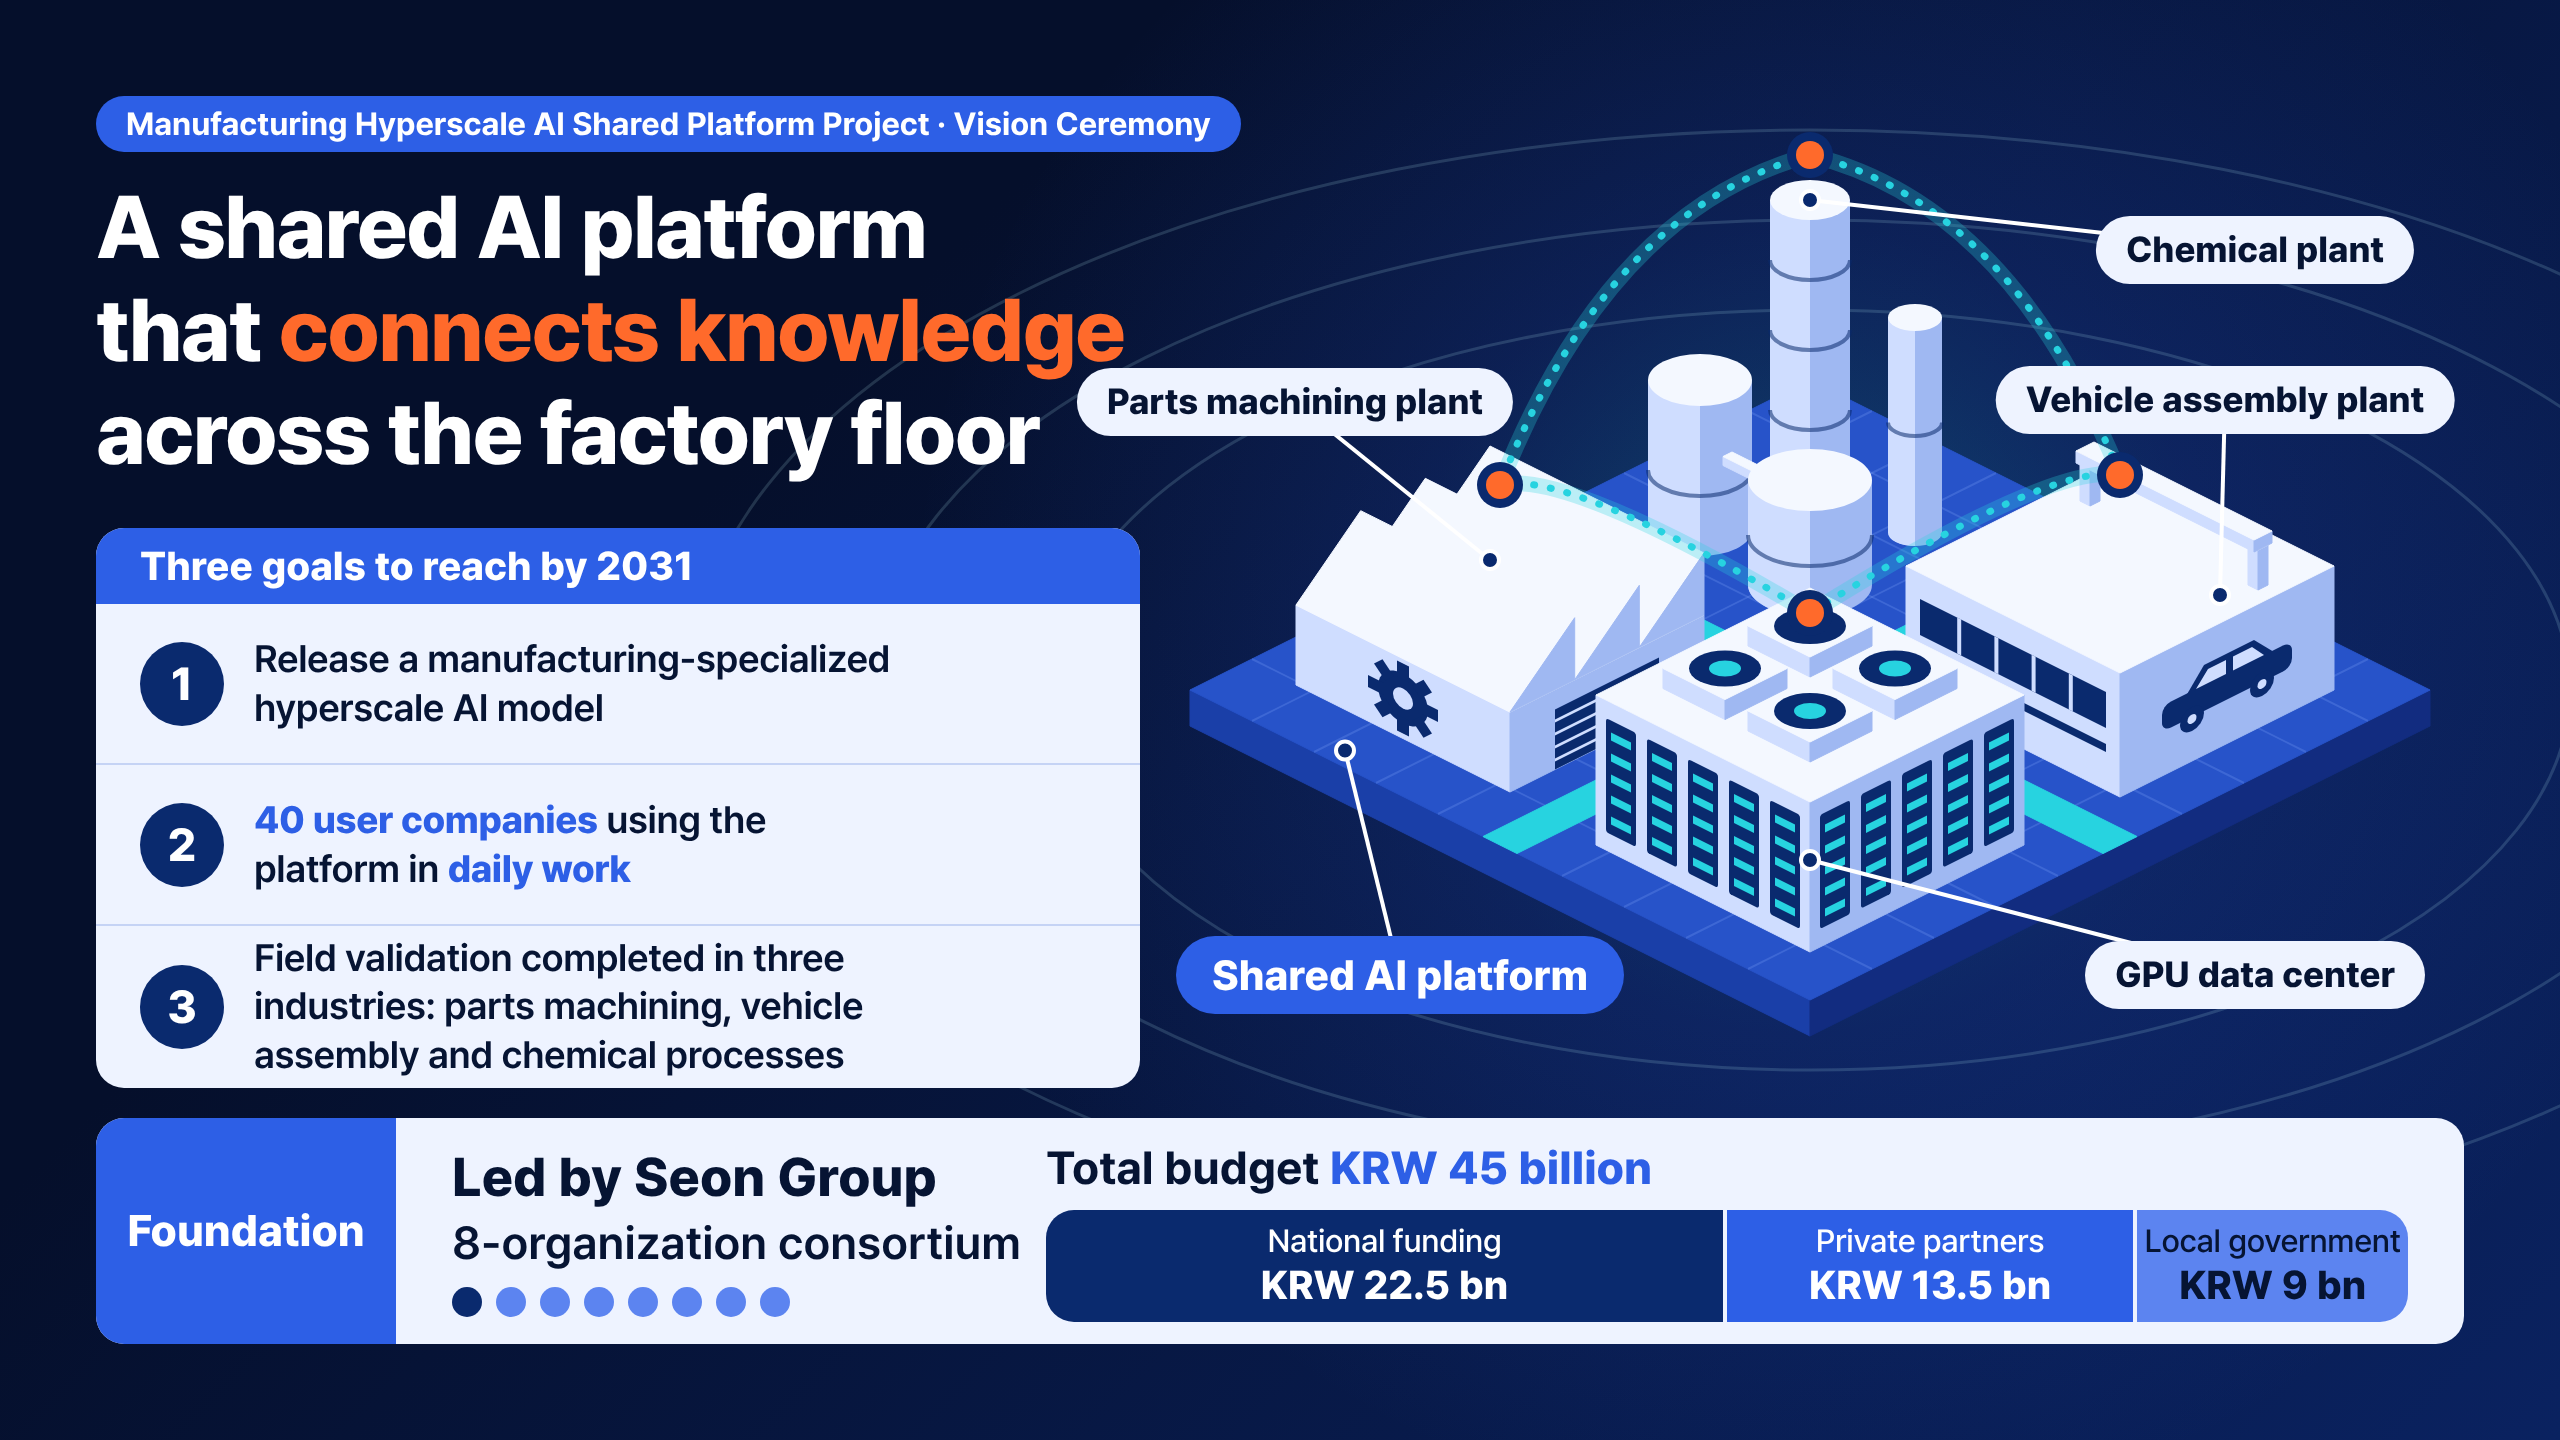 Manufacturing Hyperscale AI Shared Platform Project · Vision Ceremony
A shared AI platform
that connects knowledge
across the factory floor
Three goals to reach by 2031
1
Release a manufacturing-specialized
hyperscale AI model
2
40 user companies using the
platform in daily work
3
Field validation completed in three
industries: parts machining, vehicle
assembly and chemical processes
Chemical plant
Parts machining plant
Vehicle assembly plant
Shared AI platform
GPU data center
Foundation
Led by Seon Group
8-organization consortium
Total budget KRW 45 billion
National funding
KRW 22.5 bn
Private partners
KRW 13.5 bn
Local government
KRW 9 bn